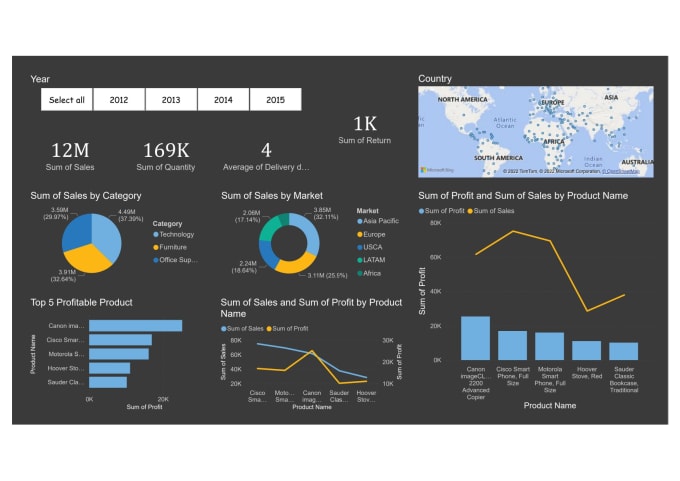 Year
Country
Select all 2012 2013 2014 2015
NORTH AMERICA
EUROPE
ASIA
Atlantic
Ocean
AFRICA
SOUTH AMERICA
Indian
Ocean
AUSTRALIA
Microsoft Bing
© 2022 TomTom, © 2022 Microsoft Corporation, © OpenStreetMap
12M
Sum of Sales
169K
Sum of Quantity
4
Average of Delivery d...
1K
Sum of Return
Sum of Sales by Category
3.59M
(29.97%)
4.49M
(37.39%)
3.91M
(32.64%)
Category
Technology
Furniture
Office Sup...
Sum of Sales by Market
2.06M
(17.14%)
3.85M
(32.11%)
2.24M
(18.64%)
3.11M (25.9%)
Market
Asia Pacific
Europe
USCA
LATAM
Africa
Sum of Profit and Sum of Sales by Product Name
Sum of Profit Sum of Sales
80K
60K
40K
20K
0K
Sum of Profit
Canon
imageCL...
2200
Advanced
Copier
Cisco Smart
Phone, Full
Size
Motorola
Smart
Phone, Full
Size
Hoover
Stove, Red
Sauder
Classic
Bookcase,
Traditional
Product Name
Top 5 Profitable Product
Product Name
Canon ima...
Cisco Smar...
Motorola S...
Hoover Sto...
Sauder Cla...
0K 20K
Sum of Profit
Sum of Sales and Sum of Profit by Product
Name
Sum of Sales Sum of Profit
80K
60K
40K
20K
Sum of Sales
30K
20K
10K
Sum of Profit
Cisco
Sma...
Moto...
Smar...
Canon
imag...
Sauder
Clas...
Hoover
Stov...
Product Name